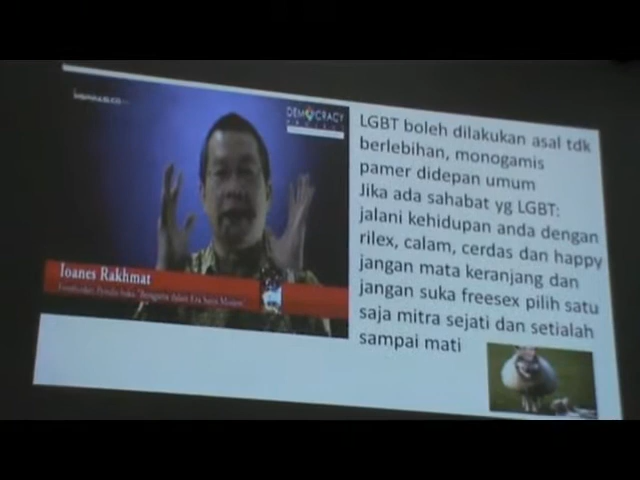 DEMOCRACY
PROJECT
LGBT boleh dilakukan asal tdk
berlebihan, monogamis
pamer didepan umum
Jika ada sahabat yg LGBT:
jalani kehidupan anda dengan
rilex, calam, cerdas dan happy
jangan mata keranjang dan
jangan suka freesex pilih satu
saja mitra sejati dan setialah
sampai mati
Ioanes Rakhmat